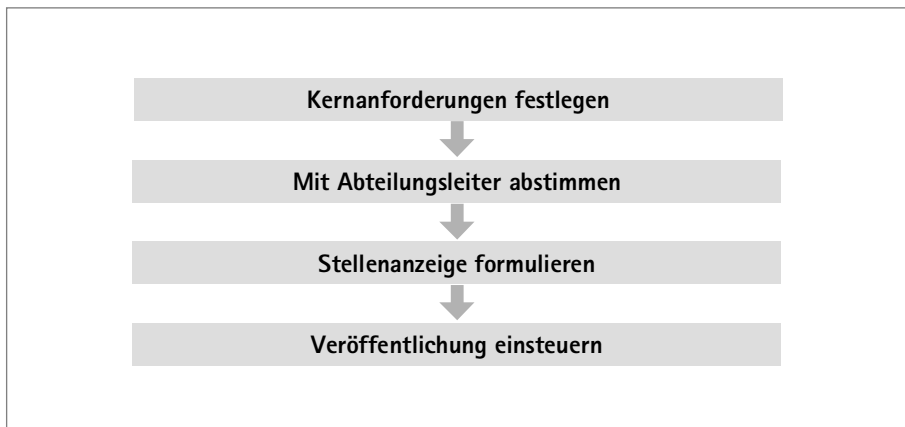 Kernanforderungen festlegen
Mit Abteilungsleiter abstimmen
Stellenanzeige formulieren
Veröffentlichung einsteuern